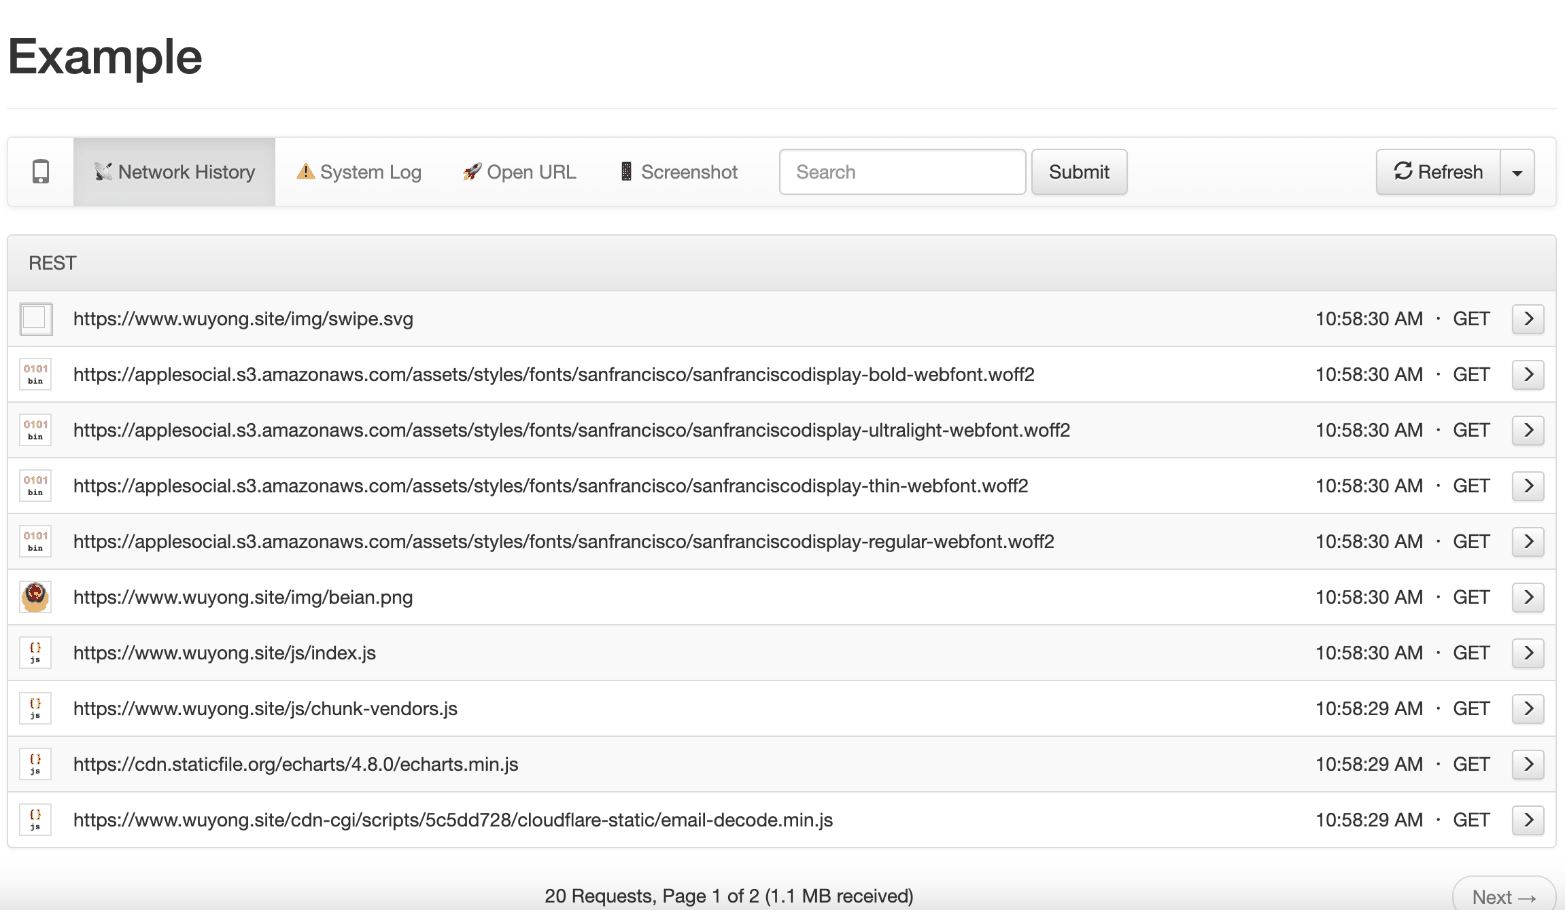 Example
Network History System Log Open URL Screenshot Search Submit Refresh
REST
https://www.wuyong.site/img/swipe.svg 10:58:30 AM · GET
0101 bin https://applesocial.s3.amazonaws.com/assets/styles/fonts/sanfrancisco/sanfranciscodisplay-bold-webfont.woff2 10:58:30 AM · GET
0101 bin https://applesocial.s3.amazonaws.com/assets/styles/fonts/sanfrancisco/sanfranciscodisplay-ultralight-webfont.woff2 10:58:30 AM · GET
0101 bin https://applesocial.s3.amazonaws.com/assets/styles/fonts/sanfrancisco/sanfranciscodisplay-thin-webfont.woff2 10:58:30 AM · GET
0101 bin https://applesocial.s3.amazonaws.com/assets/styles/fonts/sanfrancisco/sanfranciscodisplay-regular-webfont.woff2 10:58:30 AM · GET
https://www.wuyong.site/img/beian.png 10:58:30 AM · GET
{} js https://www.wuyong.site/js/index.js 10:58:30 AM · GET
{} js https://www.wuyong.site/js/chunk-vendors.js 10:58:29 AM · GET
{} js https://cdn.staticfile.org/echarts/4.8.0/echarts.min.js 10:58:29 AM · GET
{} js https://www.wuyong.site/cdn-cgi/scripts/5c5dd728/cloudflare-static/email-decode.min.js 10:58:29 AM · GET
20 Requests, Page 1 of 2 (1.1 MB received) Next →